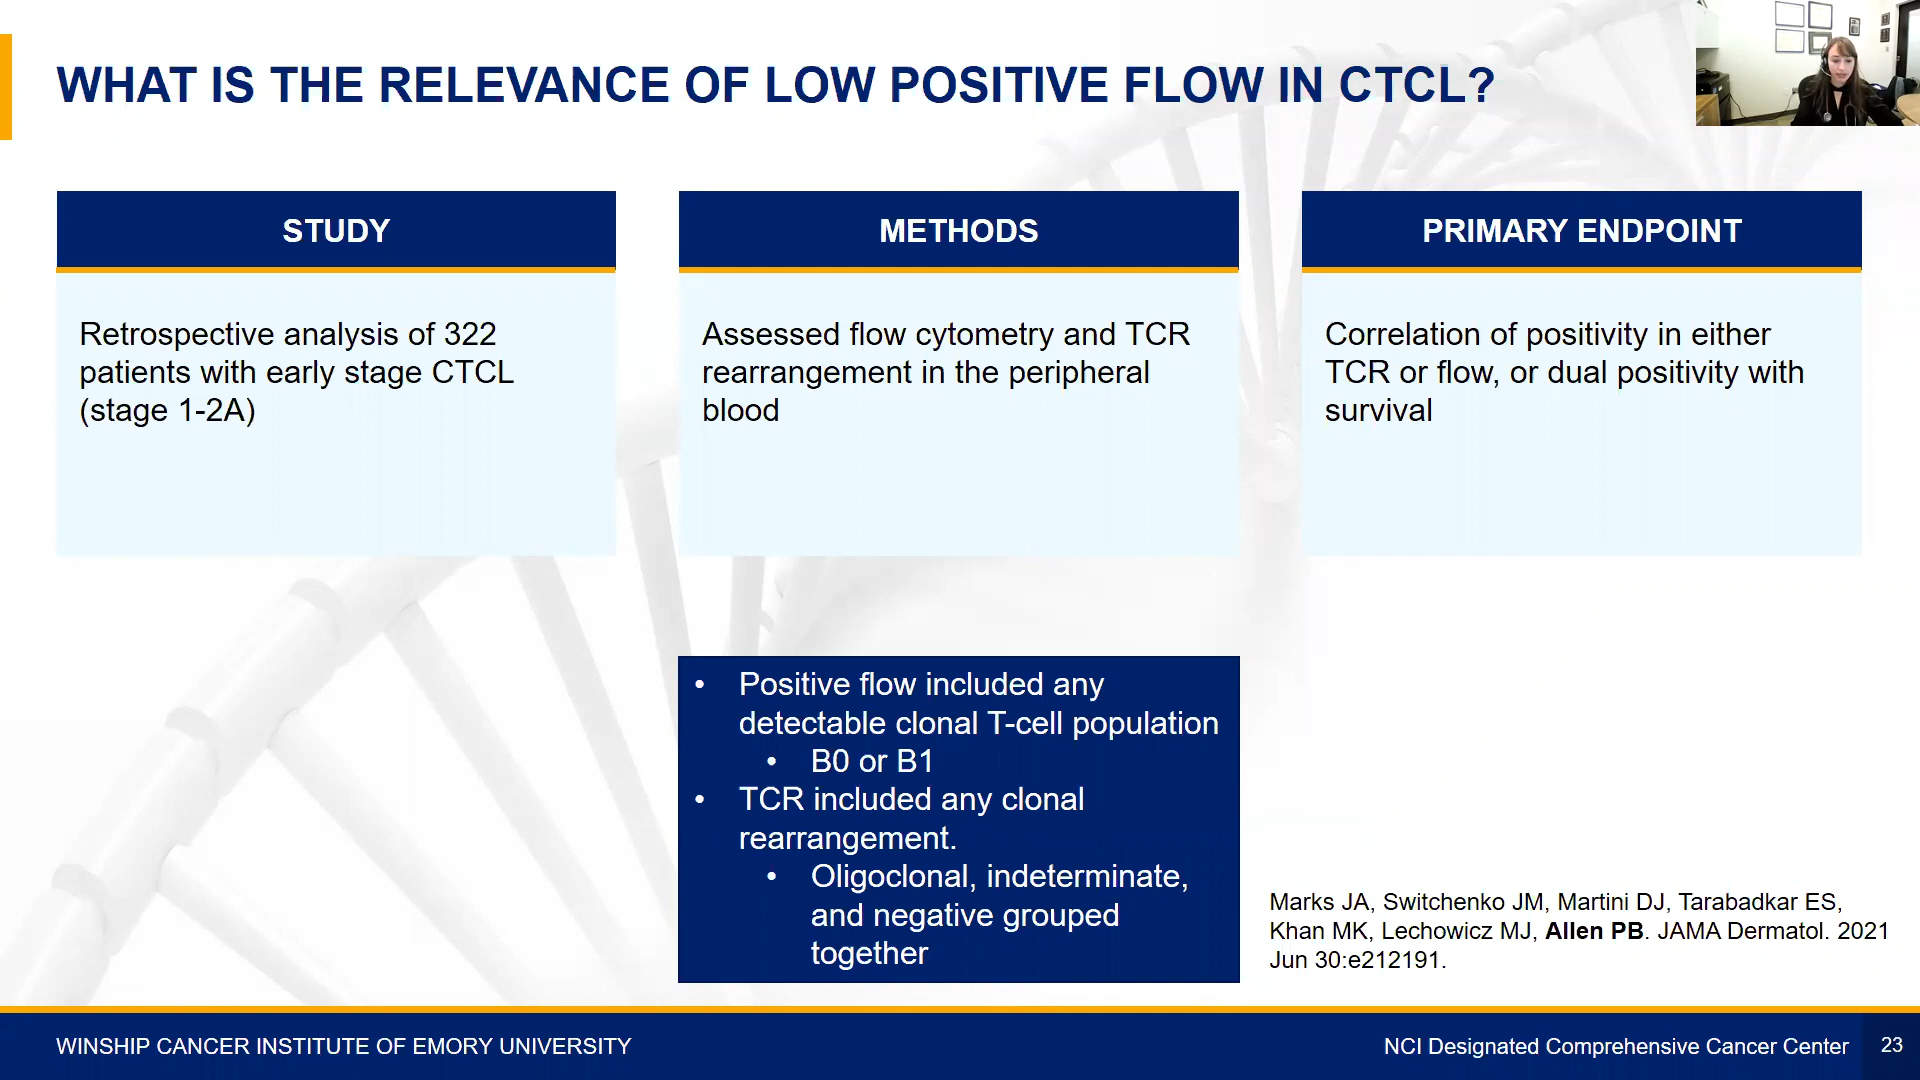 WHAT IS THE RELEVANCE OF LOW POSITIVE FLOW IN CTCL?
STUDY
Retrospective analysis of 322
patients with early stage CTCL
(stage 1-2A)
METHODS
Assessed flow cytometry and TCR
rearrangement in the peripheral
blood
PRIMARY ENDPOINT
Correlation of positivity in either
TCR or flow, or dual positivity with
survival
• Positive flow included any
detectable clonal T-cell population
• B0 or B1
• TCR included any clonal
rearrangement.
• Oligoclonal, indeterminate,
and negative grouped
together
Marks JA, Switchenko JM, Martini DJ, Tarabadkar ES,
Khan MK, Lechowicz MJ, Allen PB. JAMA Dermatol. 2021
Jun 30:e212191.
WINSHIP CANCER INSTITUTE OF EMORY UNIVERSITY
NCI Designated Comprehensive Cancer Center
23